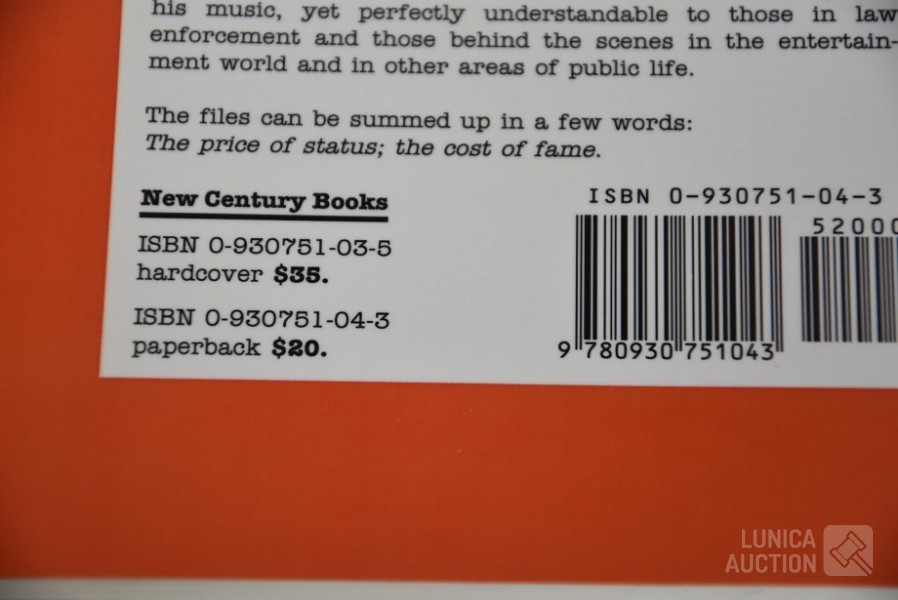 his music, yet perfectly understandable to those in law
enforcement and those behind the scenes in the entertain-
ment world and in other areas of public life.
The files can be summed up in a few words:
The price of status; the cost of fame.
New Century Books
ISBN 0-930751-03-5
hardcover $35.
ISBN 0-930751-04-3
paperback $20.
ISBN 0-930751-04-3
52000
9 780930 751043
LUNICA
AUCTION